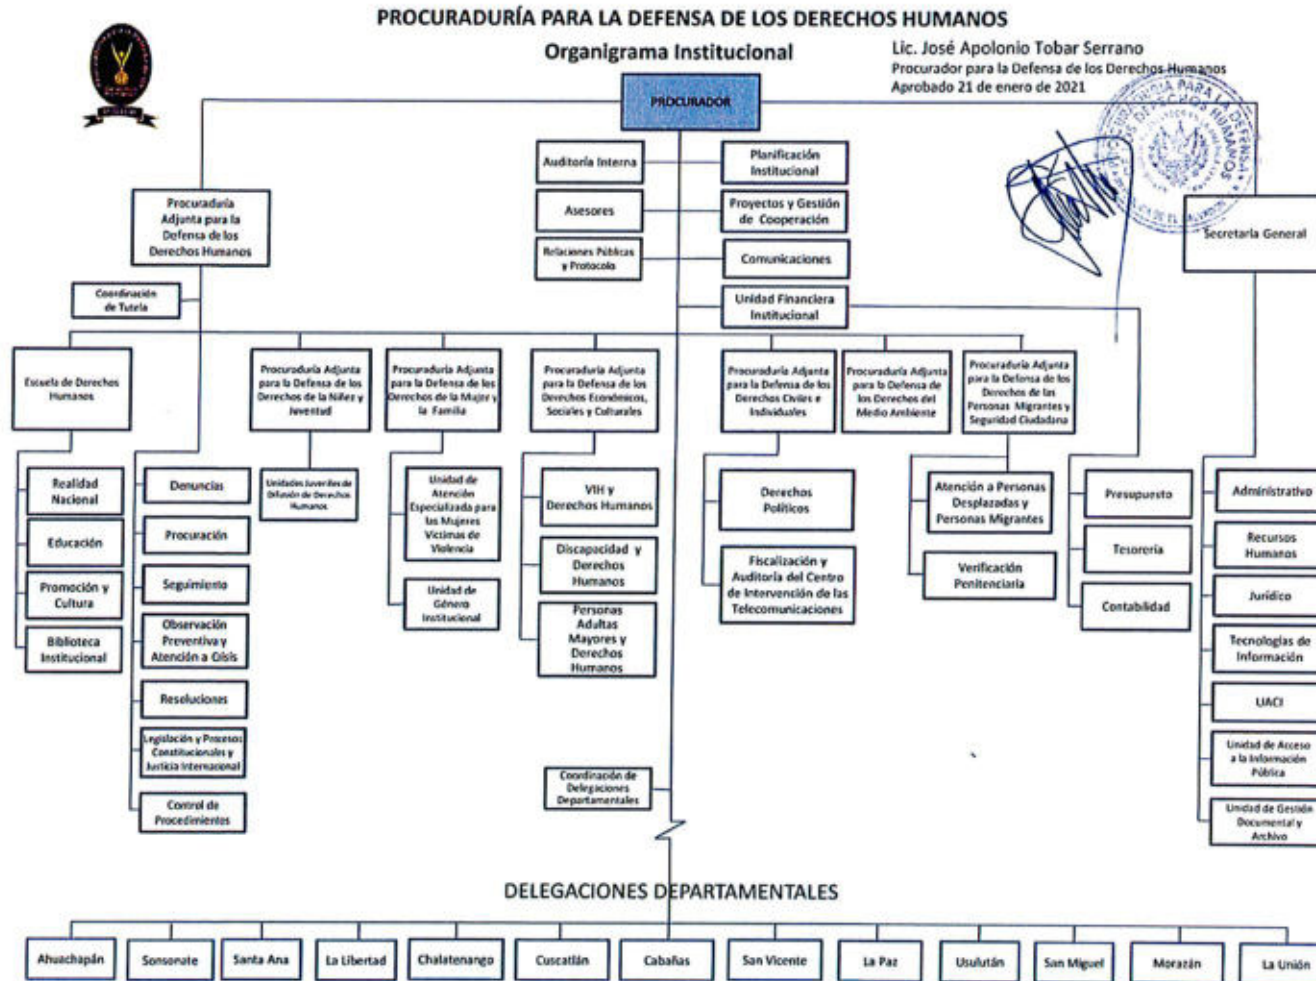 PROCURADURÍA PARA LA DEFENSA DE LOS DERECHOS HUMANOS
Organigrama Institucional
Lic. José Apolonio Tobar Serrano
Procurador para la Defensa de los Derechos Humanos
Aprobado 21 de enero de 2021
PROCURADOR
Auditoría Interna
Planificación
Institucional
Asesores
Proyectos y Gestión
de Cooperación
Relaciones Públicas
y Protocolo
Comunicaciones
Unidad Financiera
Institucional
Procuraduría
Adjunta para la
Defensa de los
Derechos Humanos
Secretaría General
Coordinación
de Tutela
Escuela de Derechos
Humanos
Procuraduría Adjunta
para la Defensa de los
Derechos de la Niñez y
Juventud
Procuraduría Adjunta
para la Defensa de los
Derechos de la Mujer y
la Familia
Procuraduría Adjunta
para la Defensa de los
Derechos Económicos,
Sociales y Culturales
Procuraduría Adjunta
para la Defensa de los
Derechos Civiles e
Individuales
Procuraduría Adjunta
para la Defensa de
los Derechos del
Medio Ambiente
Procuraduría Adjunta
para la Defensa de los
Derechos de las
Personas Migrantes y
Seguridad Ciudadana
Realidad
Nacional
Educación
Promoción y
Cultura
Biblioteca
Institucional
Denuncias
Procuración
Seguimiento
Observación
Preventiva y
Atención a Crisis
Resoluciones
Legislación y Procesos
Constitucionales y
Justicia Internacional
Control de
Procedimientos
Unidades Juveniles de
Difusión de Derechos
Humanos
Unidad de
Atención
Especializada para
las Mujeres
Víctimas de
Violencia
Unidad de
Género
Institucional
VIH y
Derechos Humanos
Discapacidad y
Derechos
Humanos
Personas
Adultas
Mayores y
Derechos
Humanos
Derechos
Políticos
Fiscalización y
Auditoría del Centro
de Intervención de las
Telecomunicaciones
Atención a Personas
Desplazadas y
Personas Migrantes
Verificación
Penitenciaria
Presupuesto
Tesorería
Contabilidad
Administrativo
Recursos
Humanos
Jurídico
Tecnologías de
Información
UACI
Unidad de Acceso
a la Información
Pública
Unidad de Gestión
Documental y
Archivo
Coordinación de
Delegaciones
Departamentales
DELEGACIONES DEPARTAMENTALES
Ahuachapán
Sonsonate
Santa Ana
La Libertad
Chalatenango
Cuscatlán
Cabañas
San Vicente
La Paz
Usulután
San Miguel
Morazán
La Unión